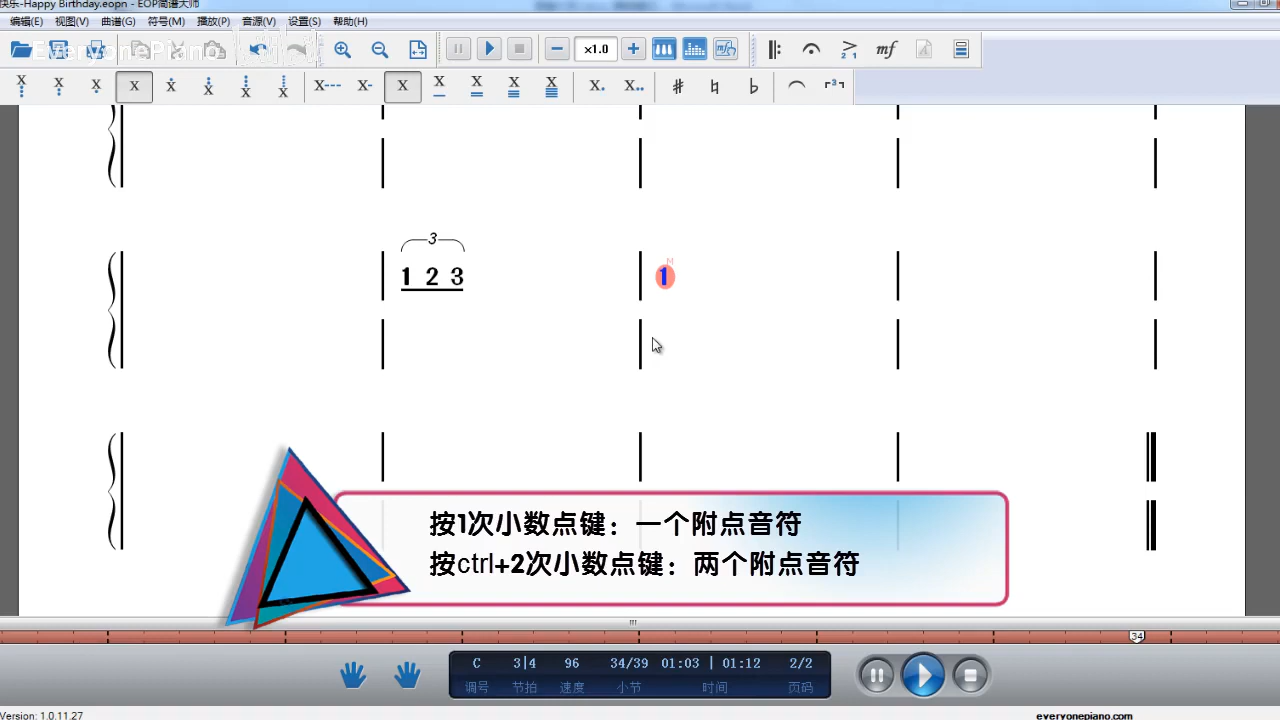 快乐-Happy Birthday.eopn - EOP简谱大师
编辑(E) 视图(V) 曲谱(G) 符号(M) 播放(P) 音源(V) 设置(S) 帮助(H)
EveryonePiano
x1.0
mf
X X X X X X X X X--- X- X X X X X X. X.. 3
3
1 2 3
M
1
按1次小数点键：一个附点音符
按ctrl+2次小数点键：两个附点音符
34
C 3|4 96 34/39 01:03 | 01:12 2/2
调号 节拍 速度 小节 时间 页码
Version: 1.0.11.27
everyonepiano.com